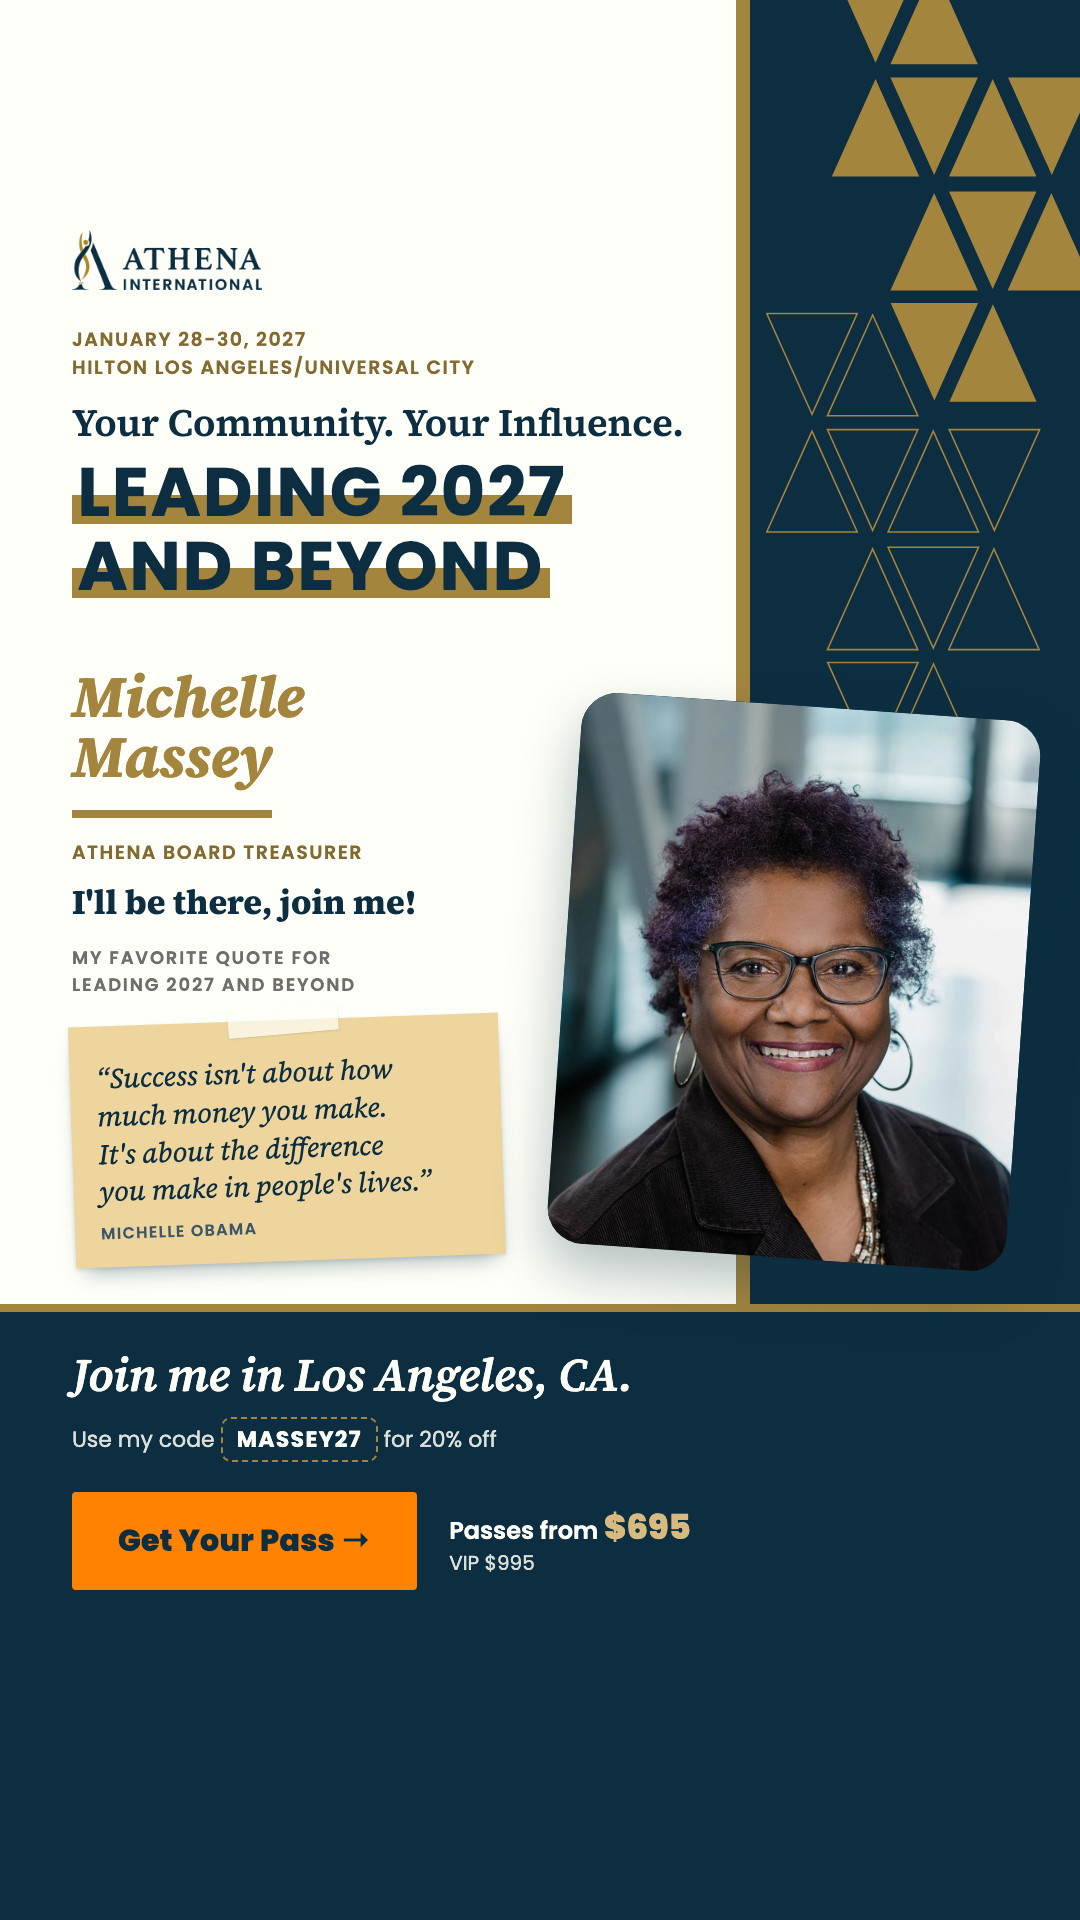 ATHENA
INTERNATIONAL
JANUARY 28-30, 2027
HILTON LOS ANGELES/UNIVERSAL CITY
Your Community. Your Influence.
LEADING 2027
AND BEYOND
Michelle
Massey
ATHENA BOARD TREASURER
I'll be there, join me!
MY FAVORITE QUOTE FOR
LEADING 2027 AND BEYOND
“Success isn't about how
much money you make.
It's about the difference
you make in people's lives.”
MICHELLE OBAMA
Join me in Los Angeles, CA.
Use my code MASSEY27 for 20% off
Get Your Pass →
Passes from $695
VIP $995